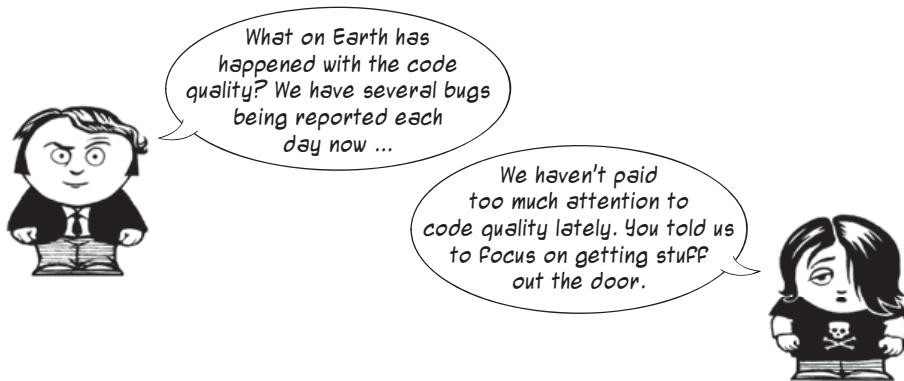 What on Earth has
happened with the code
quality? We have several bugs
being reported each
day now ...
We haven't paid
too much attention to
code quality lately. You told us
to focus on getting stuff
out the door.